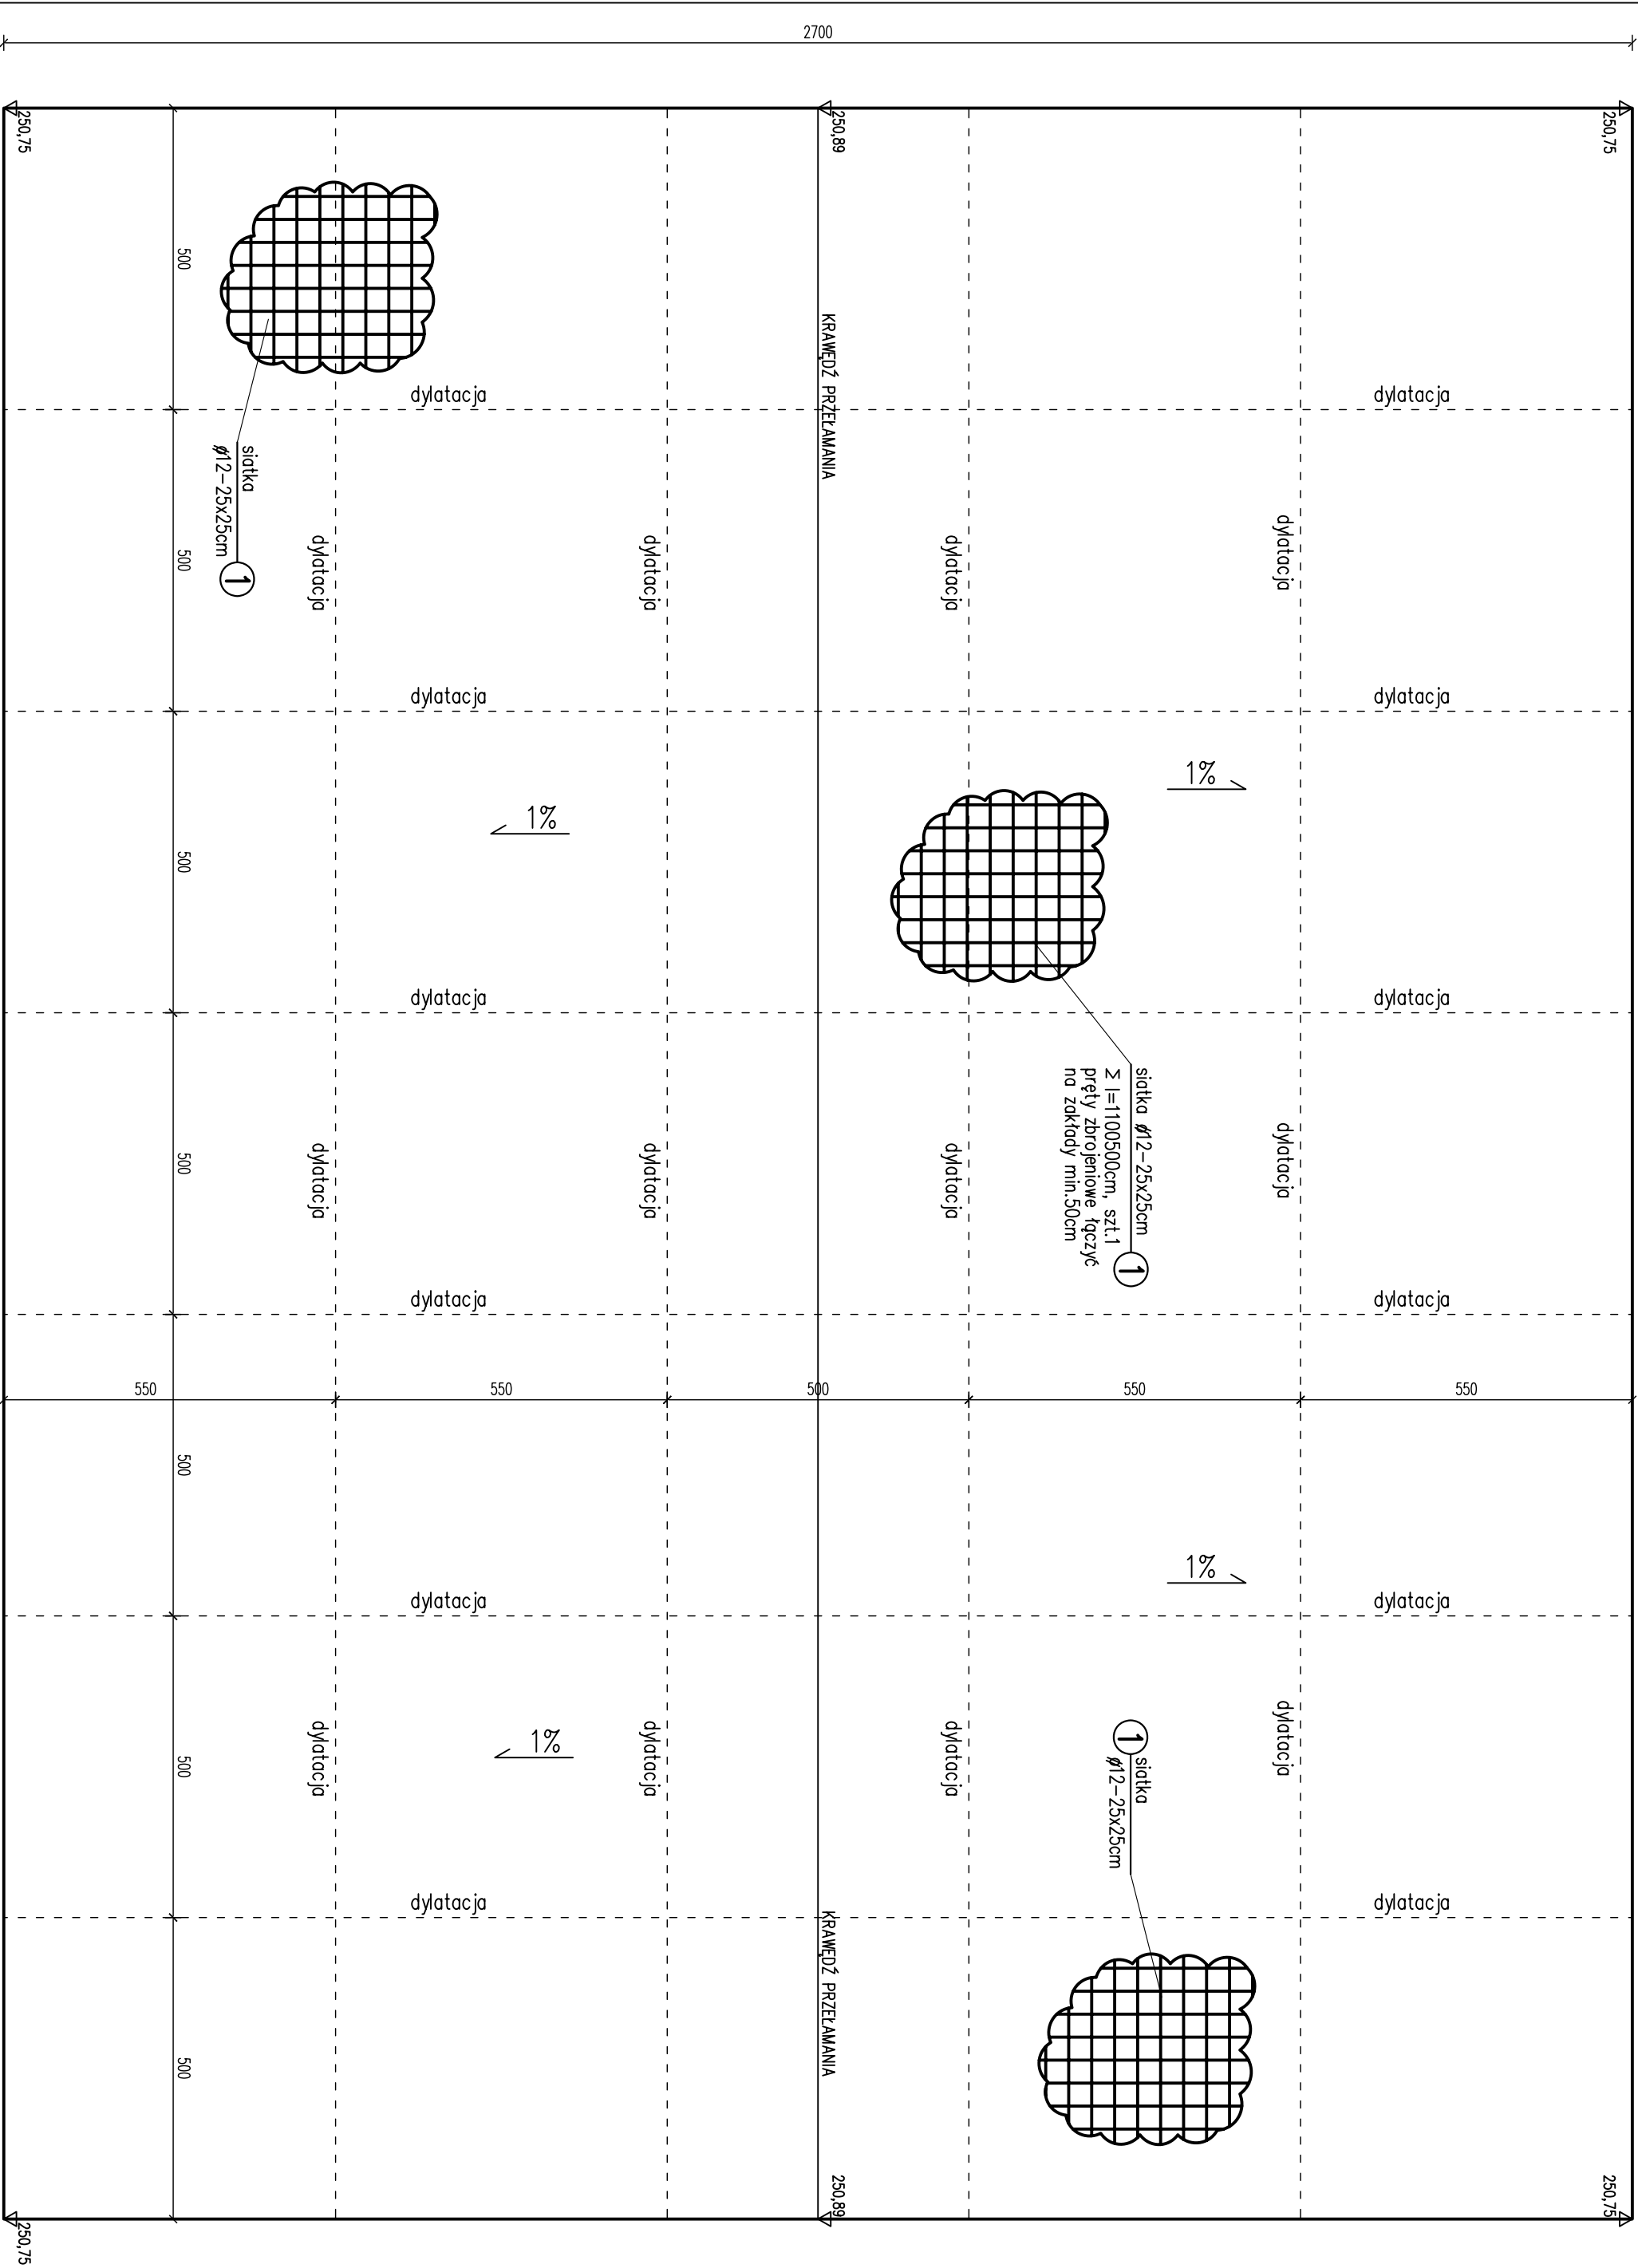 2700
250,75
250,89
250,75
500
KRAWĘDŹ PRZEŁAMANIA
dylatacja
dylatacja
siatka
ø12-25x25cm
1
500
dylatacja
dylatacja
dylatacja
dylatacja
dylatacja
dylatacja
1%
1%
500
dylatacja
dylatacja
siatka ø12-25x25cm
Σ l=1100500cm, szt.1
pręty zbrojeniowe łączyć
na zakłady min.50cm
1
500
dylatacja
dylatacja
dylatacja
dylatacja
dylatacja
dylatacja
550
550
500
550
550
500
1%
dylatacja
dylatacja
1%
500
dylatacja
dylatacja
dylatacja
dylatacja
1
siatka
ø12-25x25cm
dylatacja
dylatacja
KRAWĘDŹ PRZEŁAMANIA
500
250,89
250,75
250,75